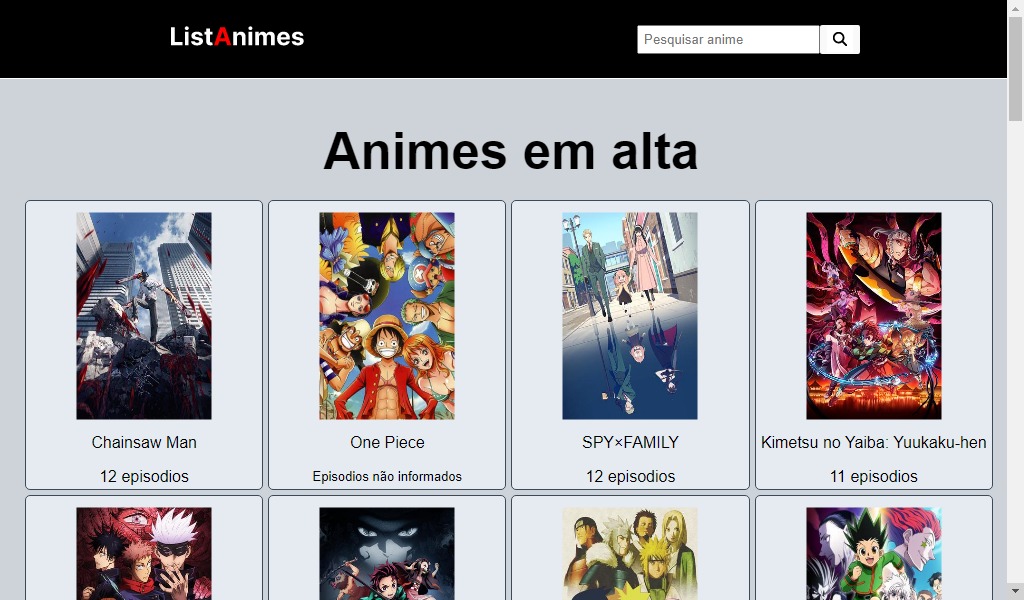 ListAnimes
Pesquisar anime
Animes em alta
Chainsaw Man
12 episodios
One Piece
Episodios não informados
SPY×FAMILY
12 episodios
Kimetsu no Yaiba: Yuukaku-hen
11 episodios